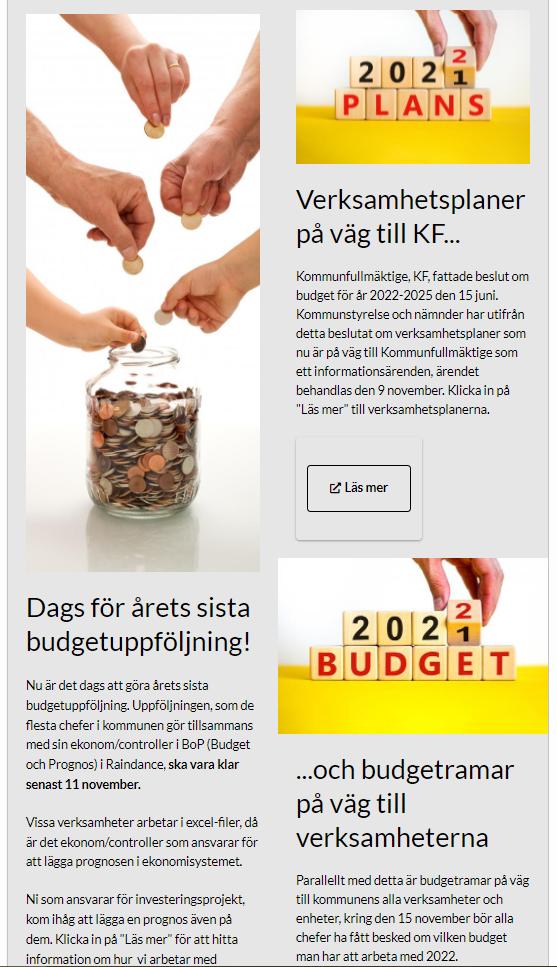 Dags för årets sista
budgetuppföljning!
Nu är det dags att göra årets sista
budgetuppföljning. Uppföljningen, som de
flesta chefer i kommunen gör tillsammans
med sin ekonom/controller i BoP (Budget
och Prognos) i Raindance, ska vara klar
senast 11 november.
Vissa verksamheter arbetar i excel-filer, då
är det ekonom/controller som ansvarar för
att lägga prognosen i ekonomisystemet.
Ni som ansvarar för investeringsprojekt,
kom ihåg att lägga en prognos även på
dem. Klicka in på "Läs mer" för att hitta
information om hur vi arbetar med
2
2021
PLANS
Verksamhetsplaner
på väg till KF...
Kommunfullmäktige, KF, fattade beslut om
budget för år 2022-2025 den 15 juni.
Kommunstyrelse och nämnder har utifrån
detta beslutat om verksamhetsplaner som
nu är på väg till Kommunfullmäktige som
ett informationsärenden, ärendet
behandlas den 9 november. Klicka in på
"Läs mer" till verksamhetsplanerna.
Läs mer
2
2021
BUDGET
...och budgetramar
på väg till
verksamheterna
Parallellt med detta är budgetramar på väg
till kommunens alla verksamheter och
enheter, kring den 15 november bör alla
chefer ha fått besked om vilken budget
man har att arbeta med 2022.